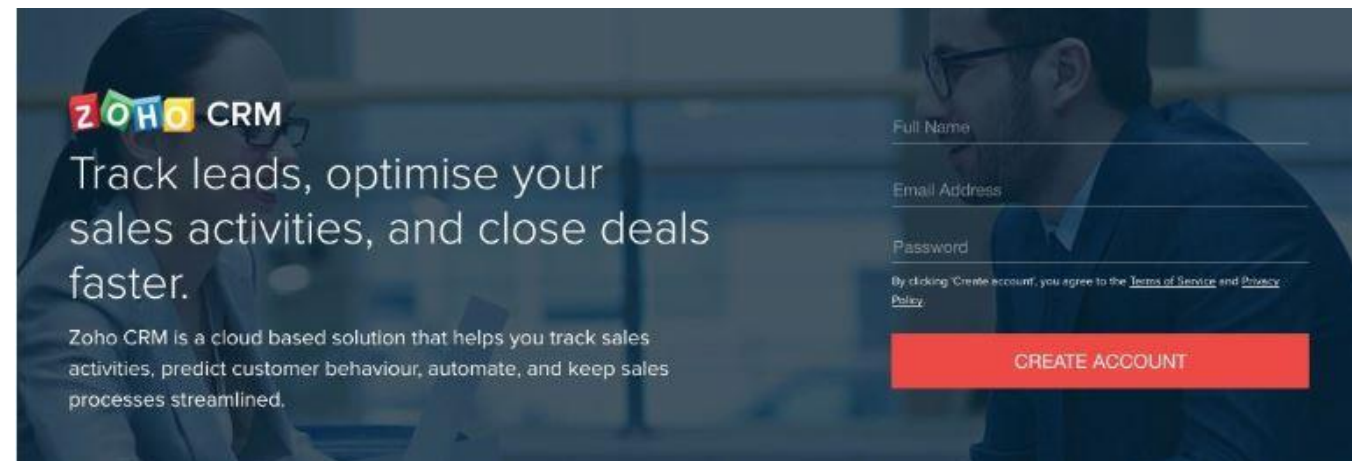 ZOHO CRM
Track leads, optimise your
sales activities, and close deals
faster.
Zoho CRM is a cloud based solution that helps you track sales
activities, predict customer behaviour, automate, and keep sales
processes streamlined.
Full Name
Email Address
Password
By clicking 'Create account', you agree to the Terms of Service and Privacy
Policy.
CREATE ACCOUNT